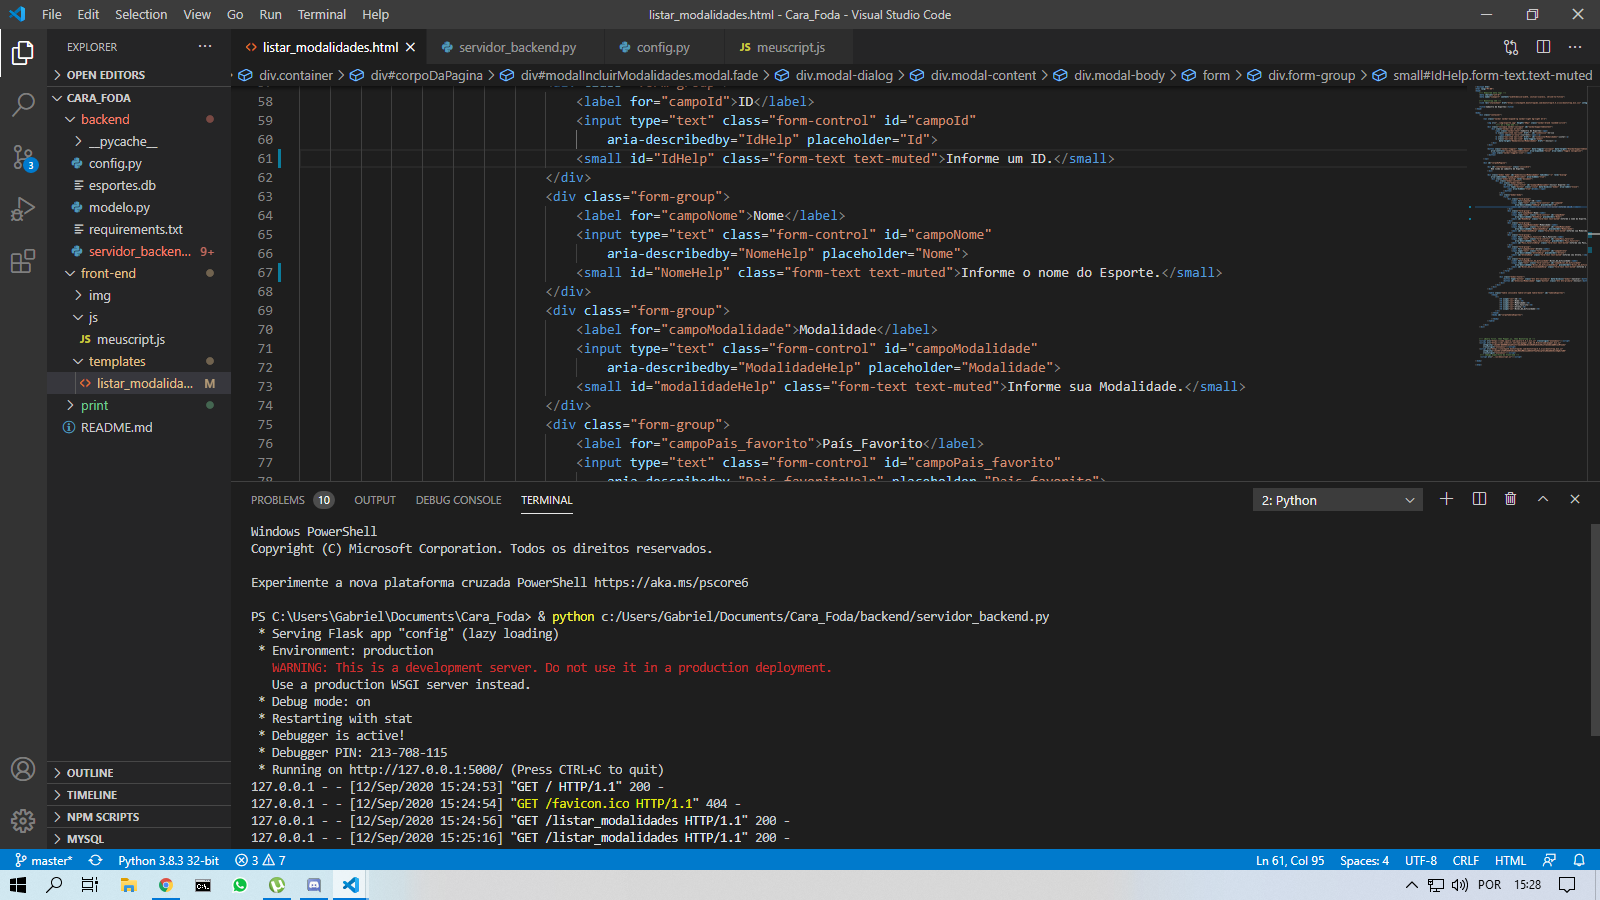 File Edit Selection View Go Run Terminal Help
listar_modalidades.html - Cara_Foda - Visual Studio Code
EXPLORER
OPEN EDITORS
CARA_FODA
backend
__pycache__
config.py
esportes.db
modelo.py
requirements.txt
servidor_backen... 9+
front-end
img
js
JS meuscript.js
templates
listar_modalida... M
print
README.md
OUTLINE
TIMELINE
NPM SCRIPTS
MYSQL
3
listar_modalidades.html servidor_backend.py config.py JS meuscript.js
div.container > div#corpoDaPagina > div#modalIncluirModalidades.modal.fade > div.modal-dialog > div.modal-content > div.modal-body > form > div.form-group > small#IdHelp.form-text.text-muted
58 <label for="campoId">ID</label>
59 <input type="text" class="form-control" id="campoId"
60 aria-describedby="IdHelp" placeholder="Id">
61 <small id="IdHelp" class="form-text text-muted">Informe um ID.</small>
62 </div>
63 <div class="form-group">
64 <label for="campoNome">Nome</label>
65 <input type="text" class="form-control" id="campoNome"
66 aria-describedby="NomeHelp" placeholder="Nome">
67 <small id="NomeHelp" class="form-text text-muted">Informe o nome do Esporte.</small>
68 </div>
69 <div class="form-group">
70 <label for="campoModalidade">Modalidade</label>
71 <input type="text" class="form-control" id="campoModalidade"
72 aria-describedby="ModalidadeHelp" placeholder="Modalidade">
73 <small id="modalidadeHelp" class="form-text text-muted">Informe sua Modalidade.</small>
74 </div>
75 <div class="form-group">
76 <label for="campoPais_favorito">País_Favorito</label>
77 <input type="text" class="form-control" id="campoPais_favorito"
78 aria-describedby="Pais_favoritoHelp" placeholder="Pais_favorito">
PROBLEMS 10 OUTPUT DEBUG CONSOLE TERMINAL
2: Python
Windows PowerShell
Copyright (C) Microsoft Corporation. Todos os direitos reservados.
Experimente a nova plataforma cruzada PowerShell https://aka.ms/pscore6
PS C:\Users\Gabriel\Documents\Cara_Foda> & python c:/Users/Gabriel/Documents/Cara_Foda/backend/servidor_backend.py
* Serving Flask app "config" (lazy loading)
* Environment: production
WARNING: This is a development server. Do not use it in a production deployment.
Use a production WSGI server instead.
* Debug mode: on
* Restarting with stat
* Debugger is active!
* Debugger PIN: 213-708-115
* Running on http://127.0.0.1:5000/ (Press CTRL+C to quit)
127.0.0.1 - - [12/Sep/2020 15:24:53] "GET / HTTP/1.1" 200 -
127.0.0.1 - - [12/Sep/2020 15:24:54] "GET /favicon.ico HTTP/1.1" 404 -
127.0.0.1 - - [12/Sep/2020 15:24:56] "GET /listar_modalidades HTTP/1.1" 200 -
127.0.0.1 - - [12/Sep/2020 15:25:16] "GET /listar_modalidades HTTP/1.1" 200 -
master* Python 3.8.3 32-bit 3 7
Ln 61, Col 95 Spaces: 4 UTF-8 CRLF HTML
POR 15:28